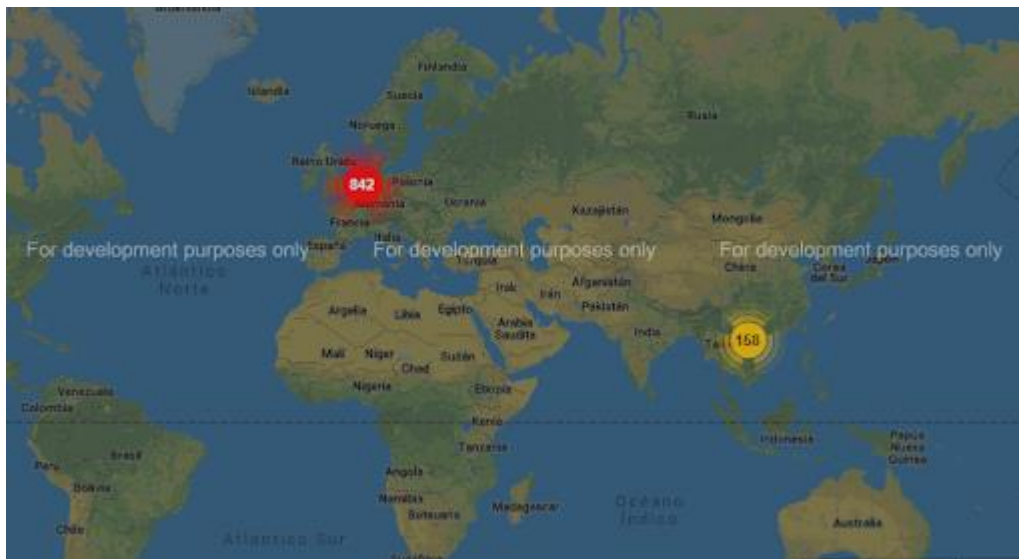 Finlandia
Islandia
Suecia
Rusia
Noruega
Reino Unido
842
Polonia
Alemania
Ucrania
Francia
Kazajistán
Mongolia
Italia
España
For development purposes only
For development purposes only
For development purposes only
Turquía
China
Japón
Corea
del Sur
Atlántico
Norte
Irak
Irán
Afganistán
Pakistán
Argelia
Libia
Egipto
Arabia
Saudita
India
158
Malí
Níger
Chad
Sudán
Nigeria
Etiopía
Venezuela
Colombia
Kenia
Tanzania
Indonesia
Papúa
Nueva
Guinea
Perú
Brasil
Bolivia
Angola
Namibia
Botsuana
Madagascar
Océano
Índico
Chile
Atlántico Sur
Australia